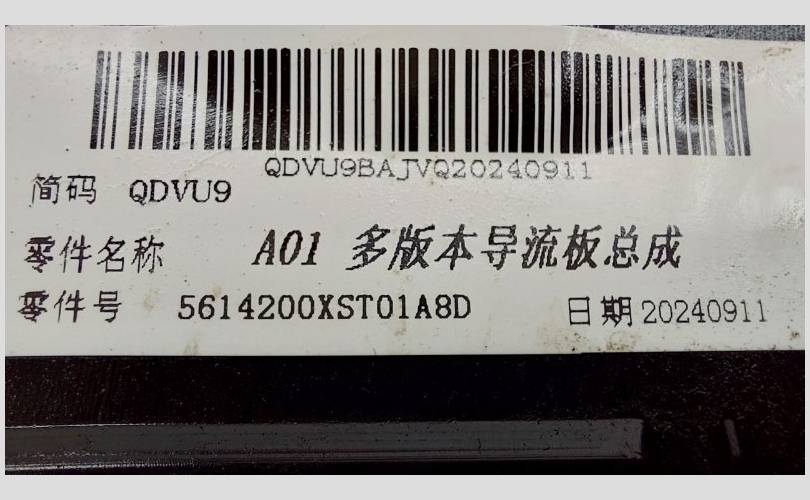 QDVU9BAJVQ20240911
简码 QDVU9
零件名称 A01 多版本导流板总成
零件号 5614200XST01A8D 日期 20240911